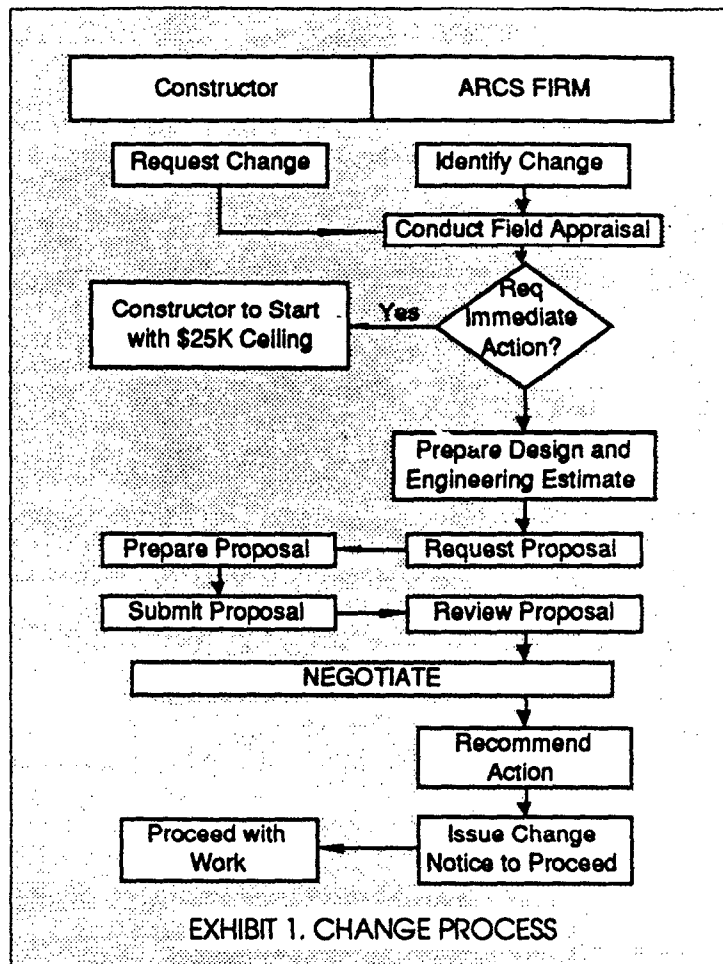 Constructor
ARCS FIRM
Request Change
Identify Change
Conduct Field Appraisal
Req
Immediate
Action?
Yes
Constructor to Start
with $25K Ceiling
Prepare Design and
Engineering Estimate
Prepare Proposal
Request Proposal
Submit Proposal
Review Proposal
NEGOTIATE
Recommend
Action
Proceed with
Work
Issue Change
Notice to Proceed
EXHIBIT 1. CHANGE PROCESS